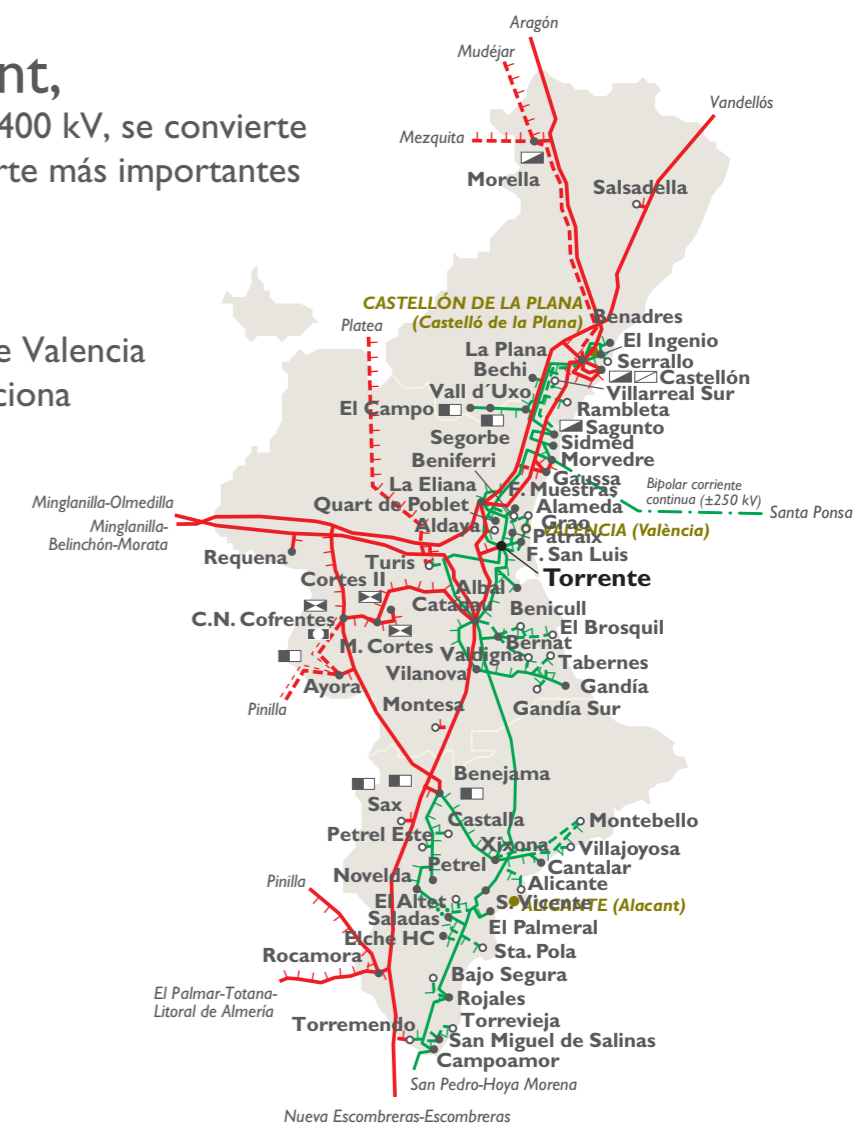 nt,
400 kV, se convierte
rte más importantes
e Valencia
ciona
Aragón
Mudéjar
Vandellós
Mezquita
Morella
Salsadella
CASTELLÓN DE LA PLANA
(Castelló de la Plana)
Platea
Benadres
El Ingenio
La Plana
Serrallo
Bechi
Castellón
Vall d´Uxo
Villarreal Sur
El Campo
Rambleta
Segorbe
Sagunto
Sidmed
Beniferri
Morvedre
Gaussa
La Eliana
F. Muestras
Bipolar corriente
continua (±250 kV)
Santa Ponsa
Minglanilla-Olmedilla
Quart de Poblet
Alameda
Minglanilla-
Belinchón-Morata
Aldaya
Grao
VALENCIA (València)
Patraix
Requena
Turis
F. San Luis
Torrente
Cortes II
Albal
C.N. Cofrentes
Catadau
Benicull
El Brosquil
M. Cortes
Bernat
Valdigna
Tabernes
Vilanova
Ayora
Gandía
Pinilla
Montesa
Gandía Sur
Benejama
Sax
Castalla
Montebello
Petrel Este
Xixona
Villajoyosa
Petrel
Cantalar
Pinilla
Novelda
Alicante
El Altet
S. Vicente
ALICANTE (Alacant)
Saladas
El Palmeral
Elche HC
Sta. Pola
Rocamora
Bajo Segura
El Palmar-Totana-
Litoral de Almería
Rojales
Torremendo
Torrevieja
San Miguel de Salinas
Campoamor
San Pedro-Hoya Morena
Nueva Escombreras-Escombreras